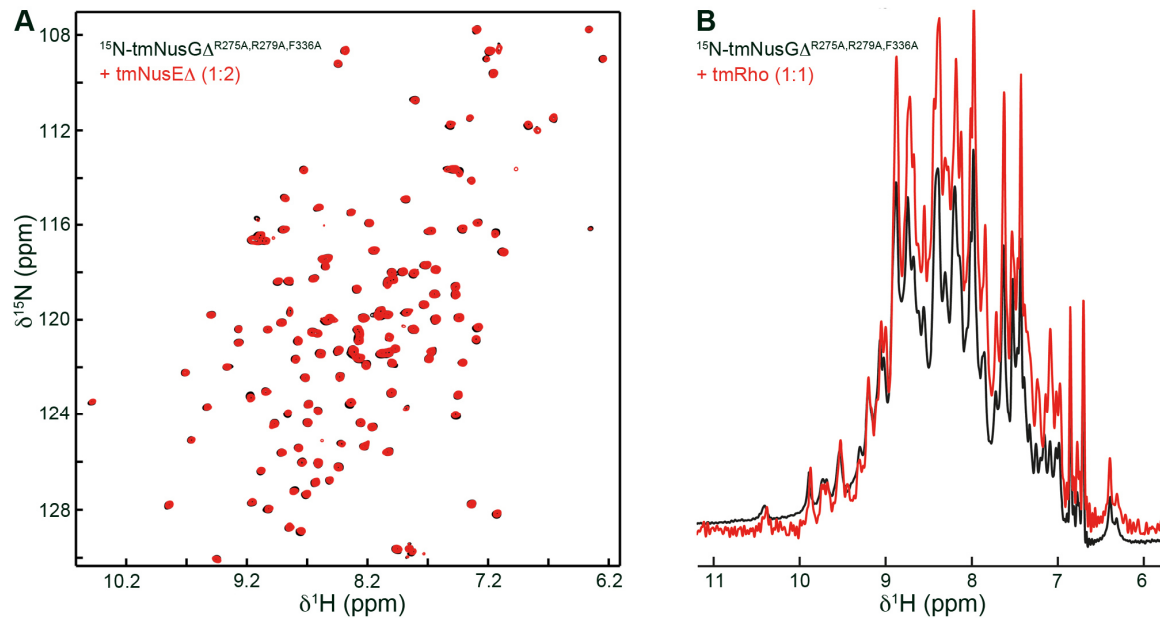 A
¹⁵N-tmNusGΔᴿ²⁷⁵ᴬ,ᴿ²⁷⁹ᴬ,ᶠ³³⁶ᴬ
+ tmNusEΔ (1:2)
108
112
116
120
124
128
δ¹⁵N (ppm)
10.2 9.2 8.2 7.2 6.2
δ¹H (ppm)
B
¹⁵N-tmNusGΔᴿ²⁷⁵ᴬ,ᴿ²⁷⁹ᴬ,ᶠ³³⁶ᴬ
+ tmRho (1:1)
11 10 9 8 7 6
δ¹H (ppm)